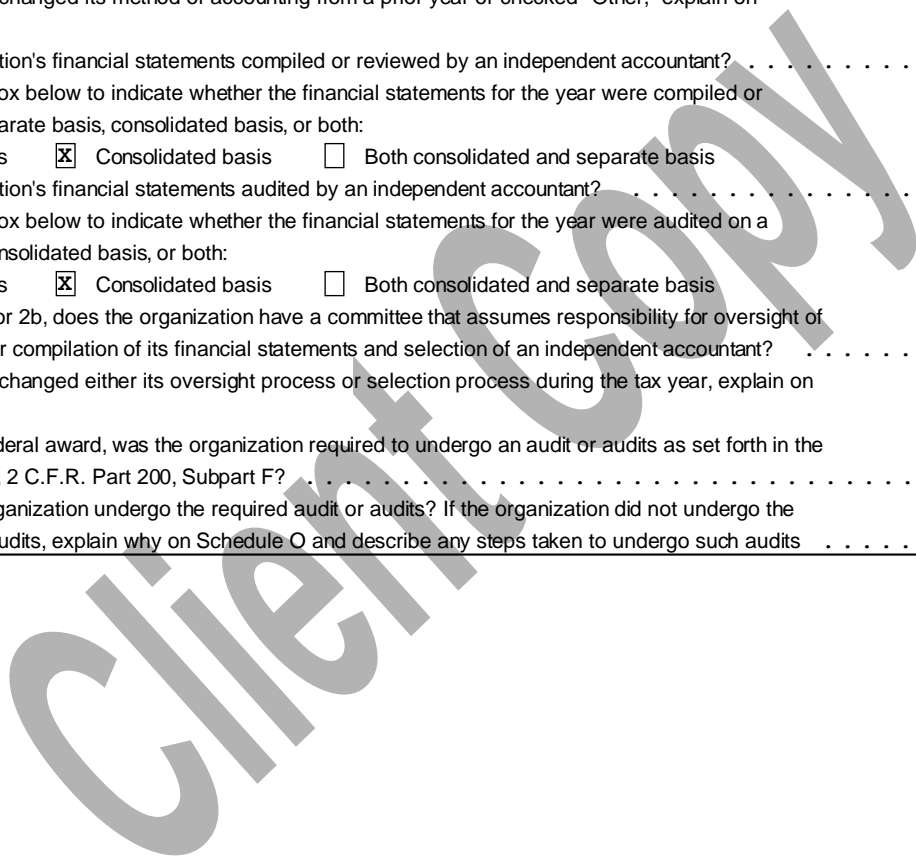 changed its method of accounting from a prior year or checked "Other," explain on
tion's financial statements compiled or reviewed by an independent accountant? . . . . . . . . .
ox below to indicate whether the financial statements for the year were compiled or
arate basis, consolidated basis, or both:
s X Consolidated basis Both consolidated and separate basis
tion's financial statements audited by an independent accountant? . . . . . . . . . . . . . . .
ox below to indicate whether the financial statements for the year were audited on a
nsolidated basis, or both:
s X Consolidated basis Both consolidated and separate basis
or 2b, does the organization have a committee that assumes responsibility for oversight of
r compilation of its financial statements and selection of an independent accountant? . . . . . .
changed either its oversight process or selection process during the tax year, explain on
deral award, was the organization required to undergo an audit or audits as set forth in the
2 C.F.R. Part 200, Subpart F? . . . . . . . . . . . . . . . . . . . . . . . . . . . . . . .
ganization undergo the required audit or audits? If the organization did not undergo the
udits, explain why on Schedule O and describe any steps taken to undergo such audits . . . . .
Client Copy